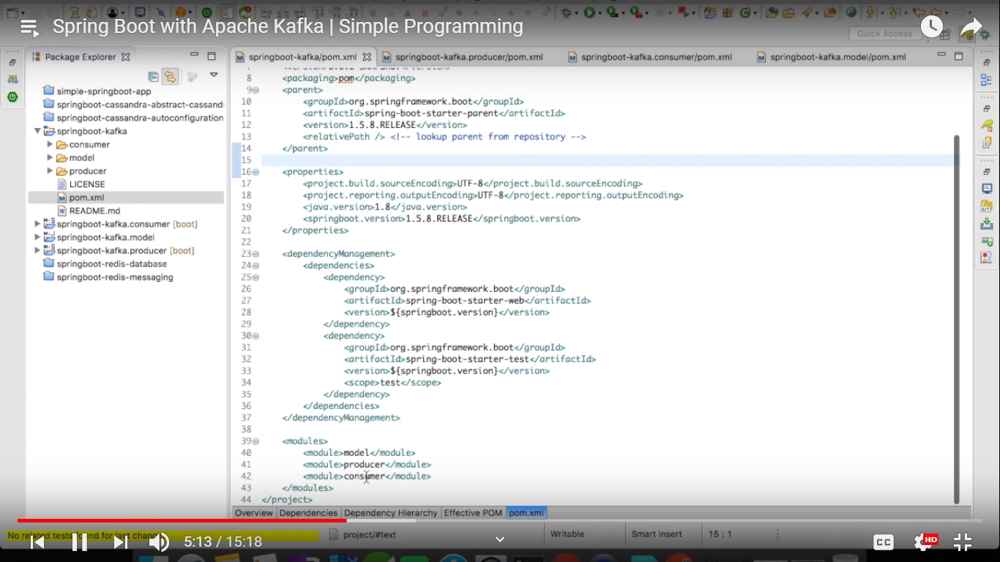 Spring Boot with Apache Kafka | Simple Programming
Quick Access
Package Explorer
springboot-kafka/pom.xml
springboot-kafka.producer/pom.xml
springboot-kafka.consumer/pom.xml
springboot-kafka.model/pom.xml
simple-springboot-app
springboot-cassandra-abstract-cassand
springboot-cassandra-autoconfiguration
springboot-kafka
consumer
model
producer
LICENSE
pom.xml
README.md
springboot-kafka.consumer [boot]
springboot-kafka.model
springboot-kafka.producer [boot]
springboot-redis-database
springboot-redis-messaging
8 <packaging>pom</packaging>
9 <parent>
10 <groupId>org.springframework.boot</groupId>
11 <artifactId>spring-boot-starter-parent</artifactId>
12 <version>1.5.8.RELEASE</version>
13 <relativePath /> <!-- lookup parent from repository -->
14 </parent>
15
16 <properties>
17 <project.build.sourceEncoding>UTF-8</project.build.sourceEncoding>
18 <project.reporting.outputEncoding>UTF-8</project.reporting.outputEncoding>
19 <java.version>1.8</java.version>
20 <springboot.version>1.5.8.RELEASE</springboot.version>
21 </properties>
22
23 <dependencyManagement>
24 <dependencies>
25 <dependency>
26 <groupId>org.springframework.boot</groupId>
27 <artifactId>spring-boot-starter-web</artifactId>
28 <version>${springboot.version}</version>
29 </dependency>
30 <dependency>
31 <groupId>org.springframework.boot</groupId>
32 <artifactId>spring-boot-starter-test</artifactId>
33 <version>${springboot.version}</version>
34 <scope>test</scope>
35 </dependency>
36 </dependencies>
37 </dependencyManagement>
38
39 <modules>
40 <module>model</module>
41 <module>producer</module>
42 <module>consumer</module>
43 </modules>
44 </project>
Overview Dependencies Dependency Hierarchy Effective POM pom.xml
No related tests found for last change
project/#text
Writable
Smart Insert
15 : 1
5:13 / 15:18
CC
HD